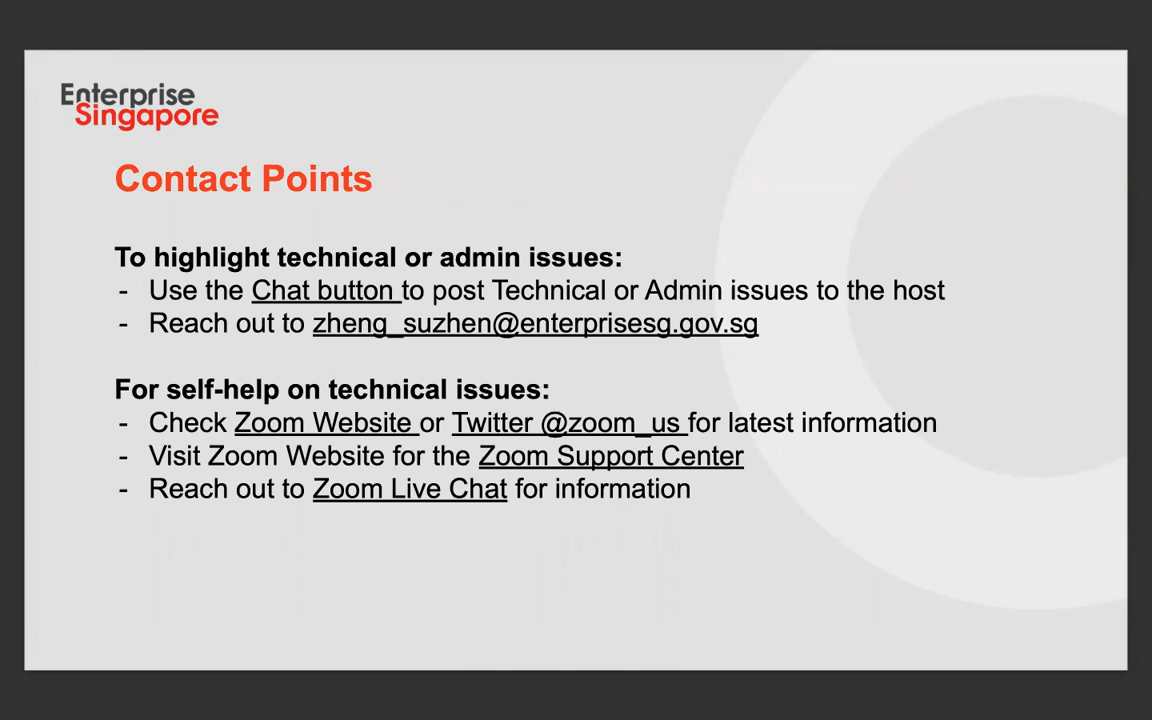 Enterprise
Singapore
Contact Points
To highlight technical or admin issues:
- Use the Chat button to post Technical or Admin issues to the host
- Reach out to zheng_suzhen@enterprisesg.gov.sg
For self-help on technical issues:
- Check Zoom Website or Twitter @zoom_us for latest information
- Visit Zoom Website for the Zoom Support Center
- Reach out to Zoom Live Chat for information